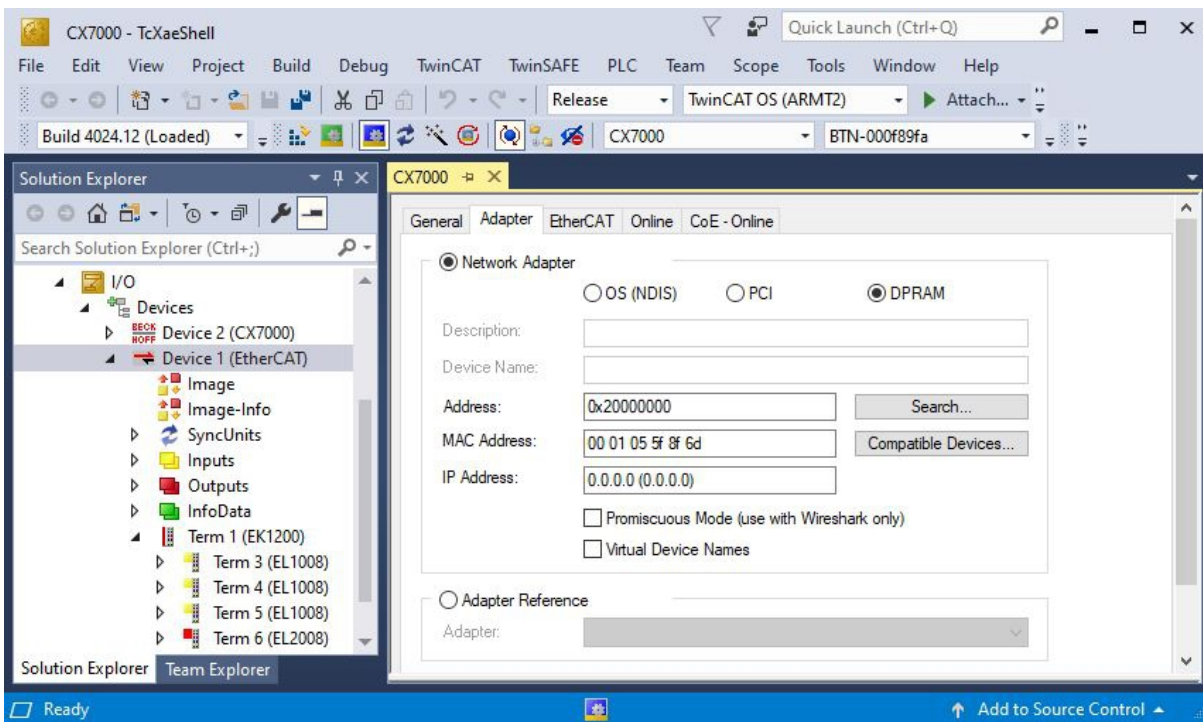 CX7000 - TcXaeShell
Quick Launch (Ctrl+Q)
File Edit View Project Build Debug TwinCAT TwinSAFE PLC Team Scope Tools Window Help
Release TwinCAT OS (ARMT2) Attach...
Build 4024.12 (Loaded) CX7000 BTN-000f89fa
Solution Explorer
Search Solution Explorer (Ctrl+;)
I/O
Devices
BECK HOFF Device 2 (CX7000)
Device 1 (EtherCAT)
Image
Image-Info
SyncUnits
Inputs
Outputs
InfoData
Term 1 (EK1200)
Term 3 (EL1008)
Term 4 (EL1008)
Term 5 (EL1008)
Term 6 (EL2008)
Solution Explorer Team Explorer
CX7000
General Adapter EtherCAT Online CoE - Online
Network Adapter
OS (NDIS) PCI DPRAM
Description:
Device Name:
Address: 0x20000000 Search...
MAC Address: 00 01 05 5f 8f 6d Compatible Devices...
IP Address: 0.0.0.0 (0.0.0.0)
Promiscuous Mode (use with Wireshark only)
Virtual Device Names
Adapter Reference
Adapter:
Ready Add to Source Control